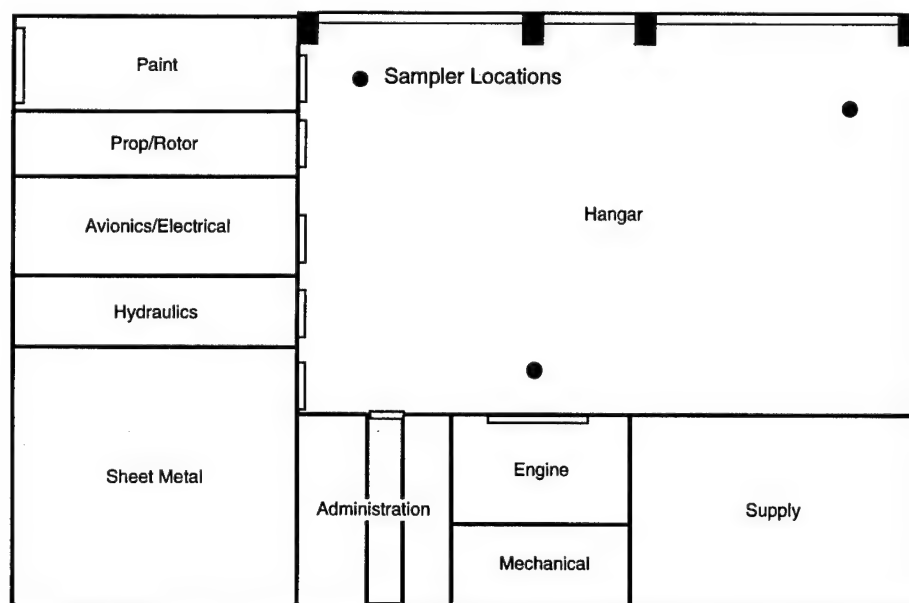 Paint
Sampler Locations
Prop/Rotor
Hangar
Avionics/Electrical
Hydraulics
Sheet Metal
Engine
Administration
Supply
Mechanical